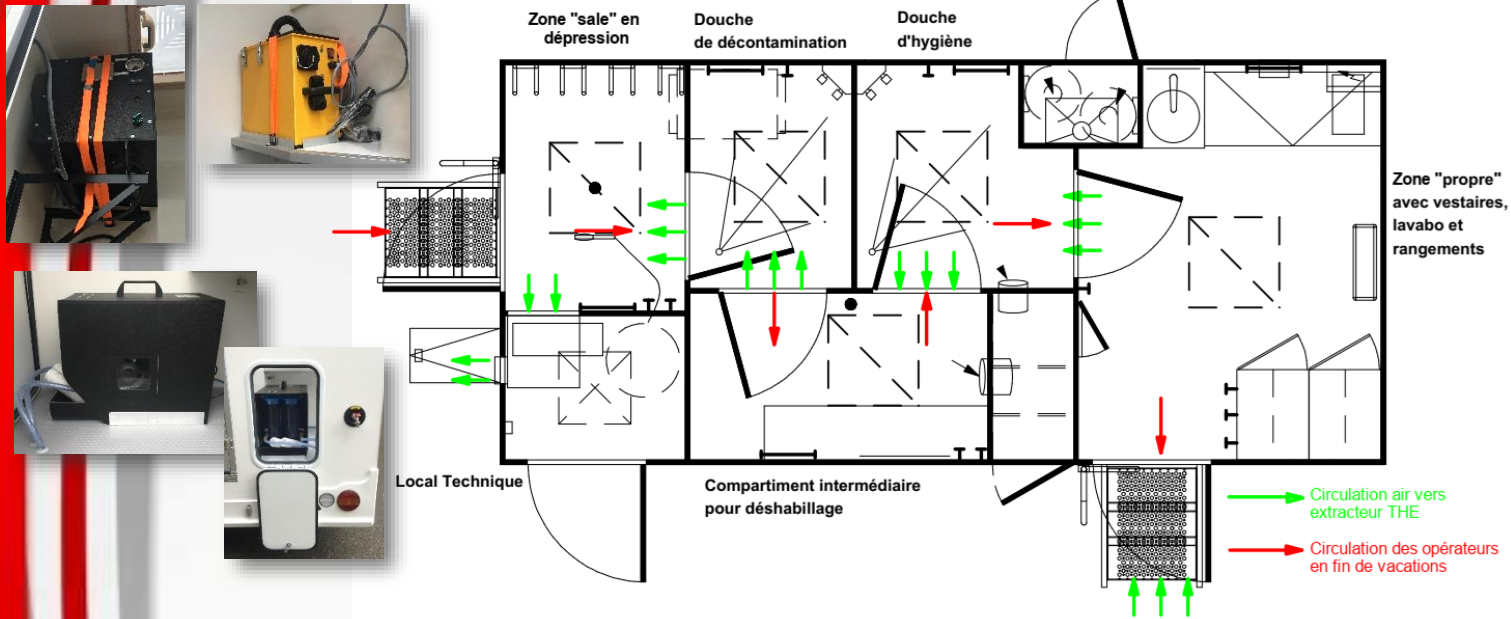 Zone "sale" en
dépression
Douche
de décontamination
Douche
d'hygiène
Zone "propre"
avec vestaires,
lavabo et
rangements
Local Technique
Compartiment intermédiaire
pour déshabillage
Circulation air vers
extracteur THE
Circulation des opérateurs
en fin de vacations